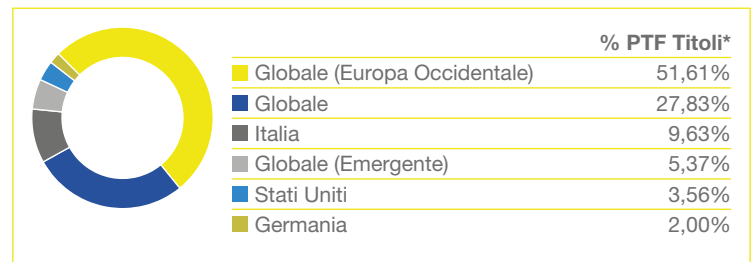 % PTF Titoli*
Globale (Europa Occidentale) 51,61%
Globale 27,83%
Italia 9,63%
Globale (Emergente) 5,37%
Stati Uniti 3,56%
Germania 2,00%